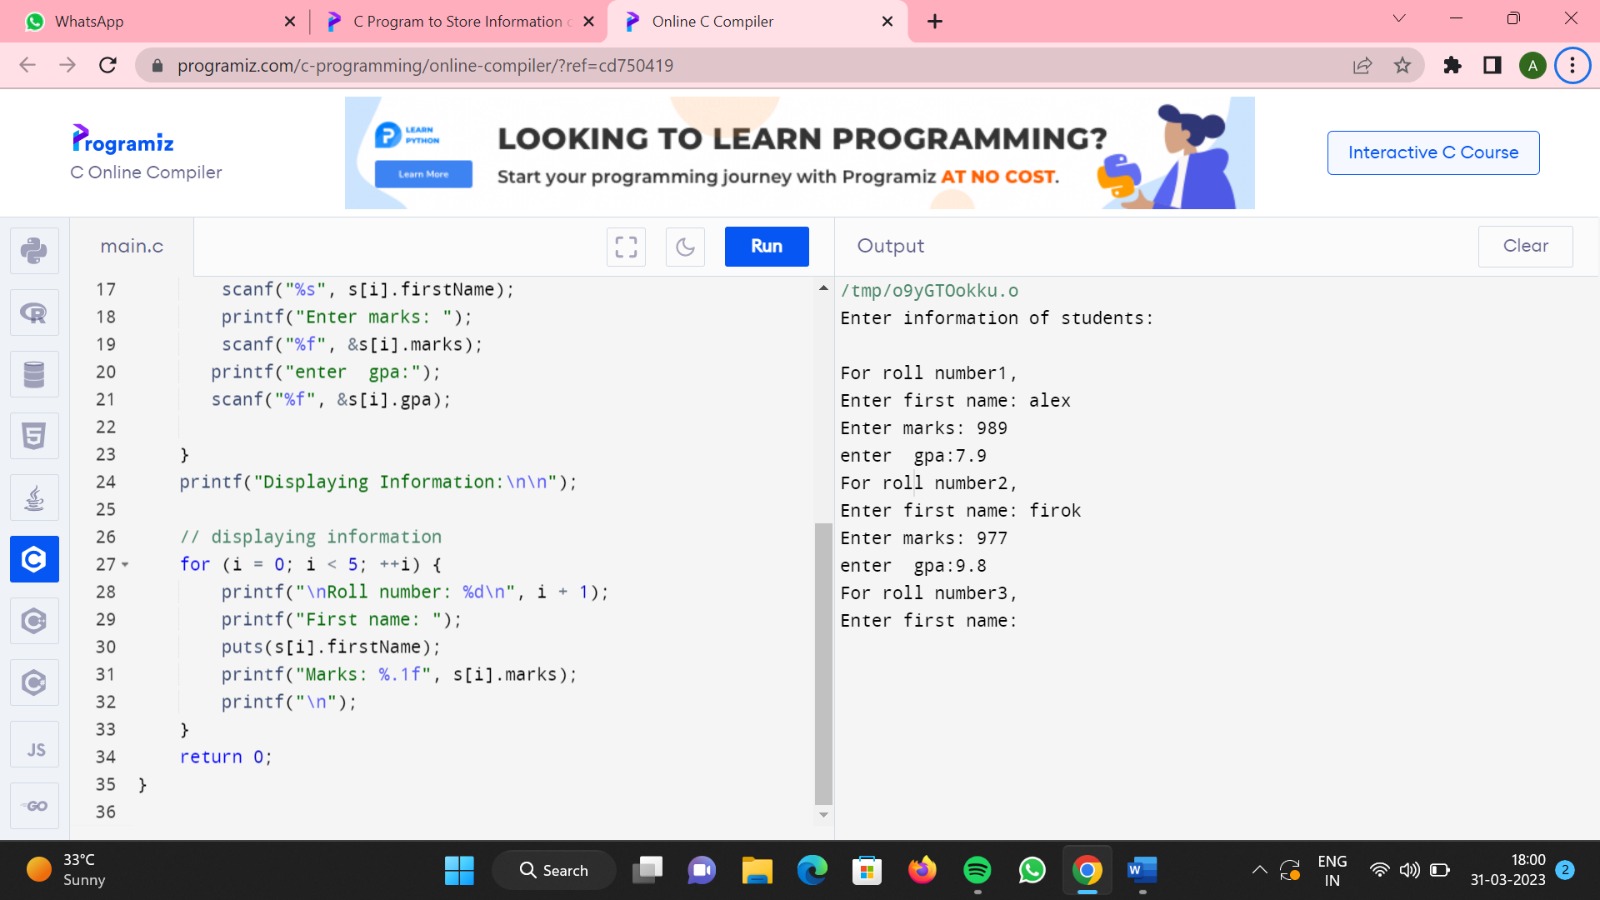 WhatsApp
C Program to Store Information
Online C Compiler
programiz.com/c-programming/online-compiler/?ref=cd750419
A
Programiz
C Online Compiler
LEARN
PYTHON
Learn More
LOOKING TO LEARN PROGRAMMING?
Start your programming journey with Programiz AT NO COST.
Interactive C Course
main.c
Run
Output
Clear
17 scanf("%s", s[i].firstName);
18 printf("Enter marks: ");
19 scanf("%f", &s[i].marks);
20 printf("enter  gpa:");
21 scanf("%f", &s[i].gpa);
22
23 }
24 printf("Displaying Information:\n\n");
25
26 // displaying information
27 for (i = 0; i < 5; ++i) {
28 printf("\nRoll number: %d\n", i + 1);
29 printf("First name: ");
30 puts(s[i].firstName);
31 printf("Marks: %.1f", s[i].marks);
32 printf("\n");
33 }
34 return 0;
35 }
36
/tmp/o9yGTOokku.o
Enter information of students:
For roll number1,
Enter first name: alex
Enter marks: 989
enter  gpa:7.9
For roll number2,
Enter first name: firok
Enter marks: 977
enter  gpa:9.8
For roll number3,
Enter first name:
R
5
C
JS
GO
33°C
Sunny
Search
W
ENG
IN
18:00
31-03-2023
2